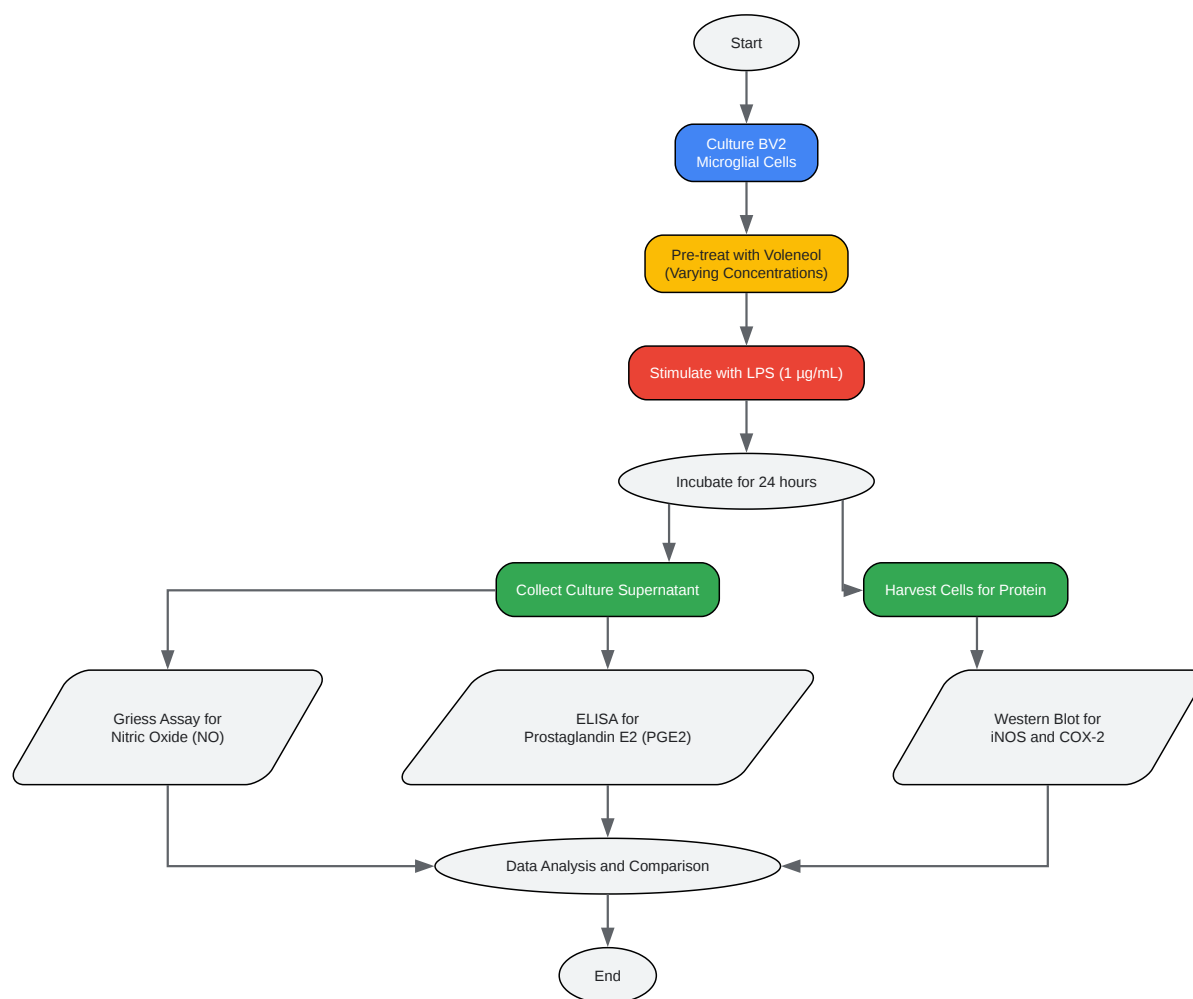 Start
Culture BV2
Microglial Cells
Pre-treat with Voleneol
(Varying Concentrations)
Stimulate with LPS (1 µg/mL)
Incubate for 24 hours
Collect Culture Supernatant
Harvest Cells for Protein
Griess Assay for
Nitric Oxide (NO)
ELISA for
Prostaglandin E2 (PGE2)
Western Blot for
iNOS and COX-2
Data Analysis and Comparison
End